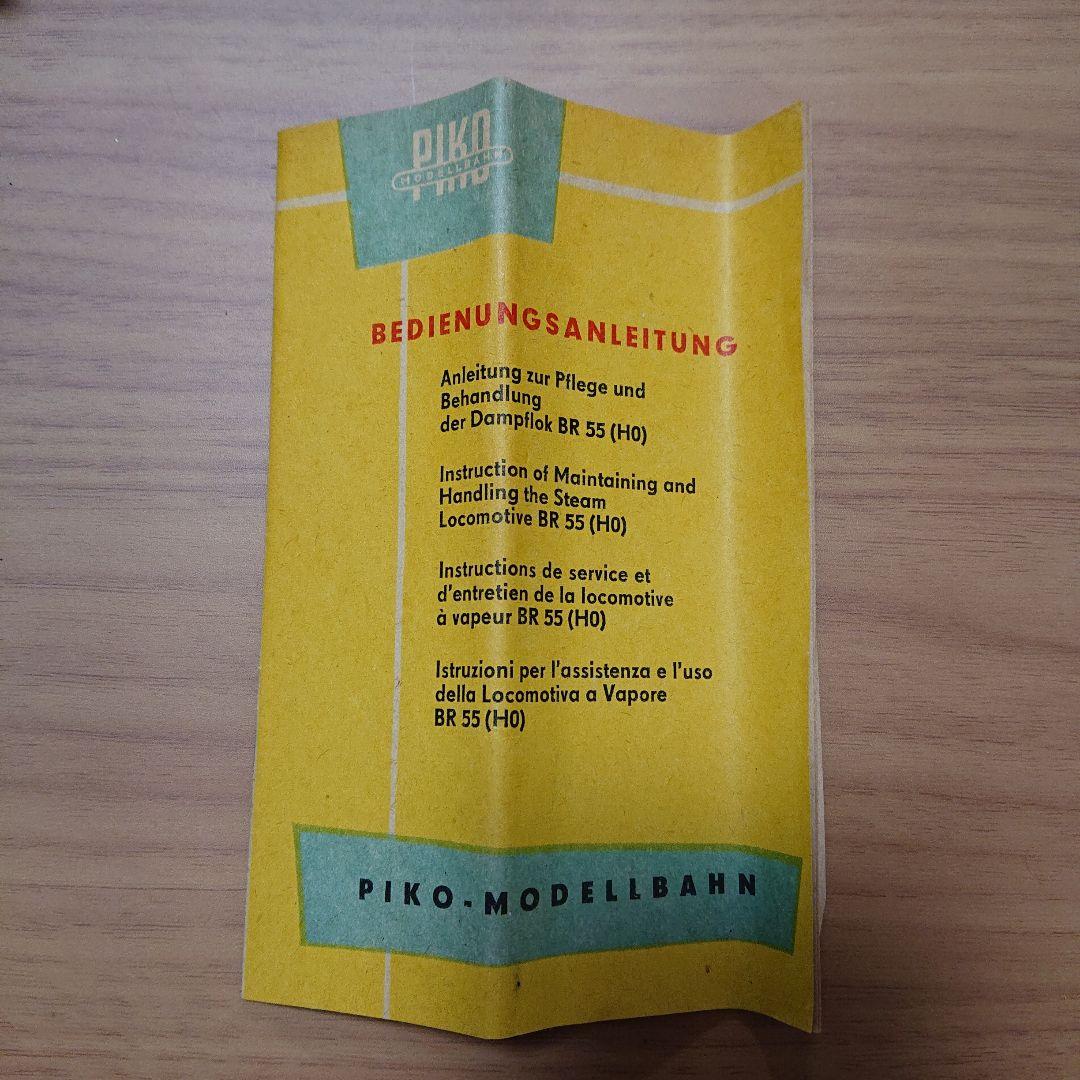 PIKO
MODELLBAHN
BEDIENUNGSANLEITUNG
Anleitung zur Pflege und
Behandlung
der Dampflok BR 55 (H0)
Instruction of Maintaining and
Handling the Steam
Locomotive BR 55 (H0)
Instructions de service et
d'entretien de la locomotive
à vapeur BR 55 (H0)
Istruzioni per l'assistenza e l'uso
della Locomotiva a Vapore
BR 55 (H0)
PIKO-MODELLBAHN